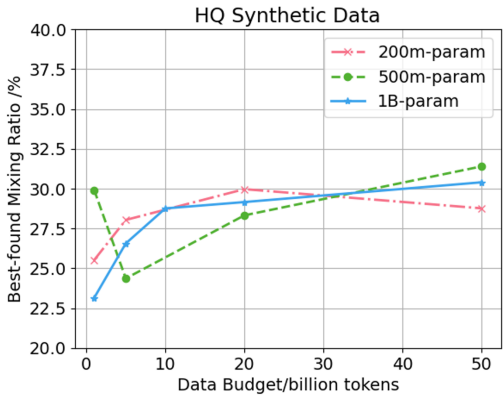 HQ Synthetic Data
40.0
37.5
35.0
32.5
30.0
27.5
25.0
22.5
20.0
Best-found Mixing Ratio /%
200m-param
500m-param
1B-param
0 10 20 30 40 50
Data Budget/billion tokens